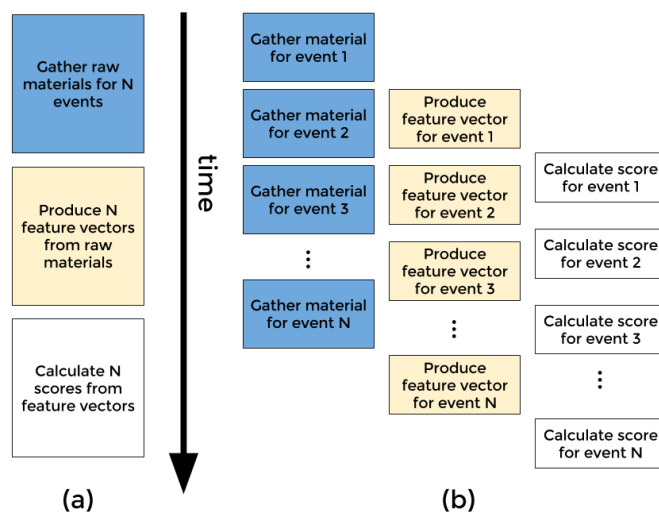 Gather raw
materials for N
events
Produce N
feature vectors
from raw
materials
Calculate N
scores from
feature vectors
(a)
time
Gather material
for event 1
Gather material
for event 2
Gather material
for event 3
...
Gather material
for event N
Produce
feature vector
for event 1
Produce
feature vector
for event 2
Produce
feature vector
for event 3
...
Produce
feature vector
for event N
Calculate score
for event 1
Calculate score
for event 2
Calculate score
for event 3
...
Calculate score
for event N
(b)